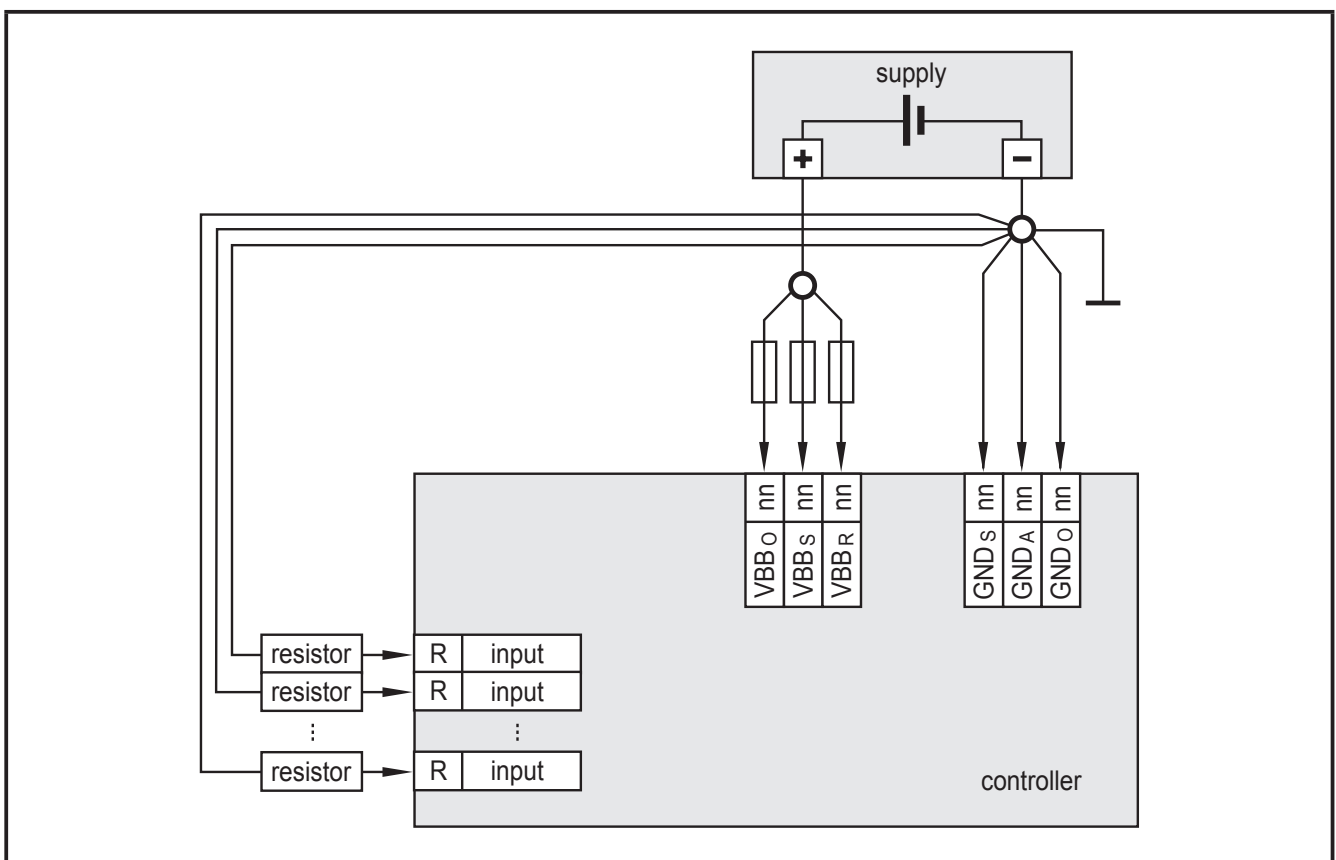 supply
+ −
nn nn nn
VBBO VBBS VBBR
nn nn nn
GNDS GNDA GNDO
resistor R input
resistor R input
resistor R input
controller